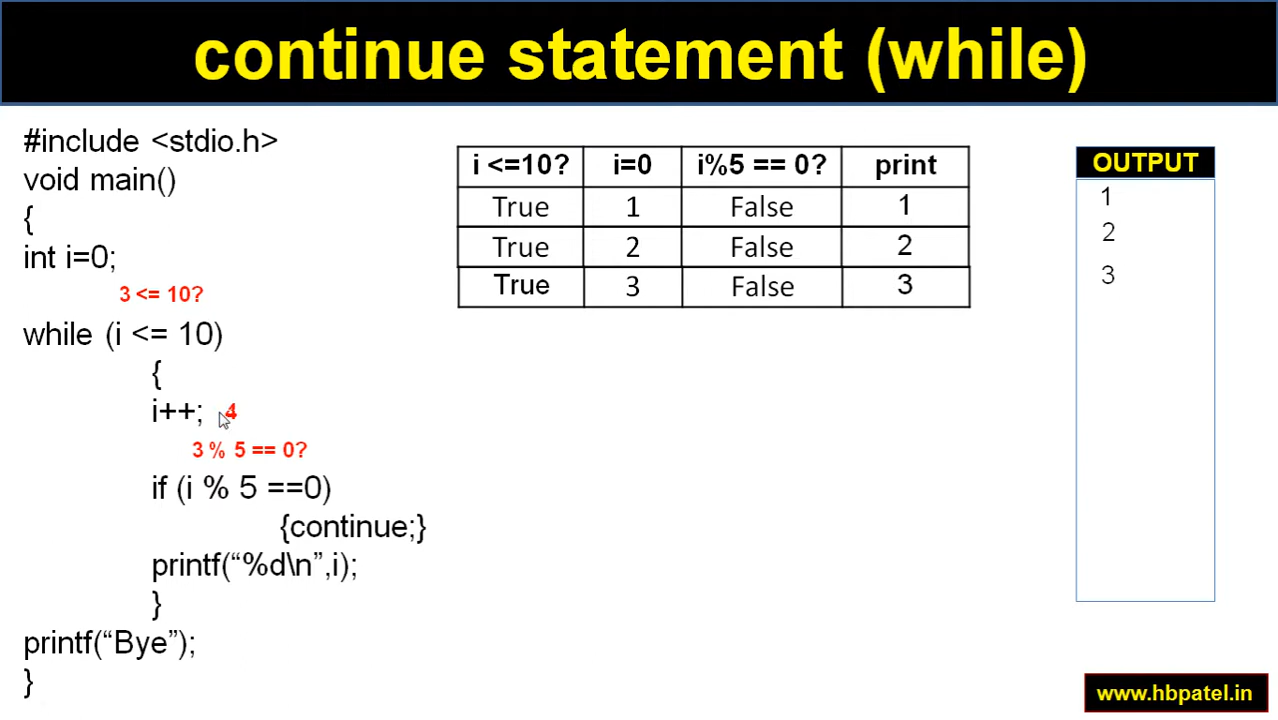 continue statement (while)
#include <stdio.h>
void main()
{
int i=0;
3 <= 10?
while (i <= 10)
{
i++; 4
3 % 5 == 0?
if (i % 5 ==0)
{continue;}
printf(“%d\n”,i);
}
printf(“Bye”);
}
i <=10? i=0 i%5 == 0? print
True 1 False 1
True 2 False 2
True 3 False 3
OUTPUT
1
2
3
www.hbpatel.in